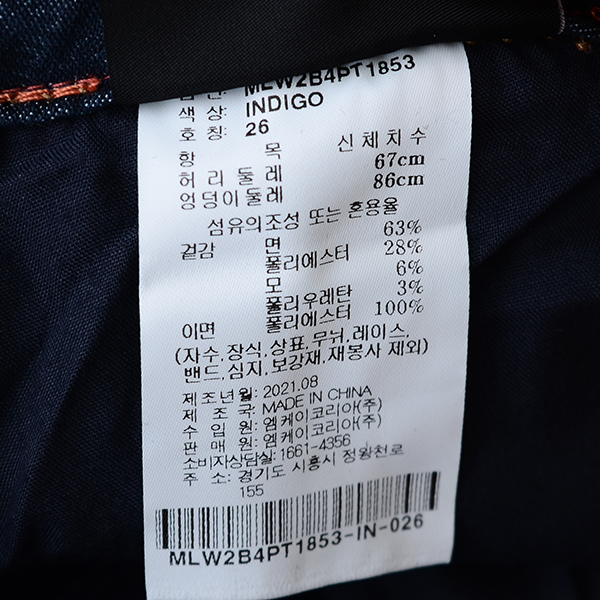 MLW2B4PT1853
색 상: INDIGO
호 칭: 26
항 목 신체치수
허리 둘레 67cm
엉덩이 둘레 86cm
섬유의조성 또는 혼용율
겉감 면 63%
폴리에스터 28%
모 6%
폴리우레탄 3%
이면 폴리에스터 100%
(자수,장식,상표,무늬,레이스,
밴드,심지,보강재,재봉사 제외)
제조년월: 2021.08
제 조 국: MADE IN CHINA
수 입 원: 엠케이코리아(주)
판 매 원: 엠케이코리아(주)
소비자상담실: 1661-4356
주 소: 경기도 시흥시 정왕천로
155
MLW2B4PT1853-IN-026